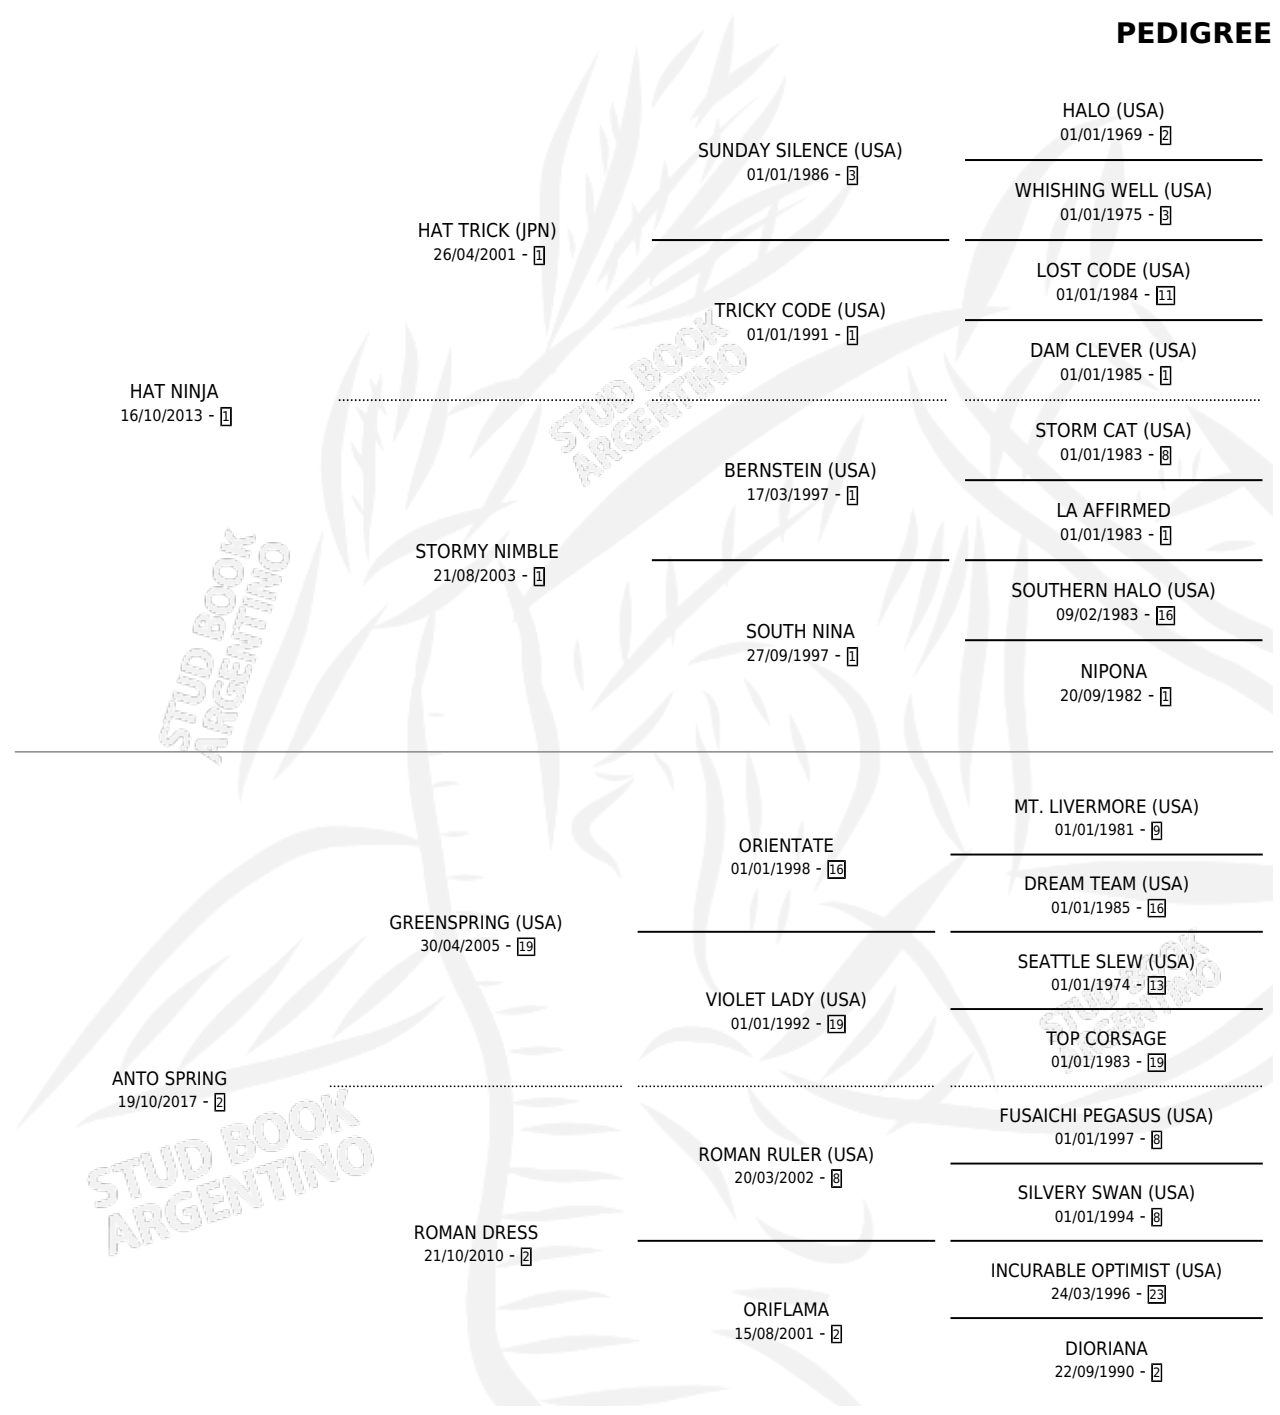 PEDIGREE
HAT NINJA
16/10/2013 - 1
HAT TRICK (JPN)
26/04/2001 - 1
STORMY NIMBLE
21/08/2003 - 1
SUNDAY SILENCE (USA)
01/01/1986 - 3
TRICKY CODE (USA)
01/01/1991 - 1
BERNSTEIN (USA)
17/03/1997 - 1
SOUTH NINA
27/09/1997 - 1
HALO (USA)
01/01/1969 - 2
WHISHING WELL (USA)
01/01/1975 - 3
LOST CODE (USA)
01/01/1984 - 11
DAM CLEVER (USA)
01/01/1985 - 1
STORM CAT (USA)
01/01/1983 - 8
LA AFFIRMED
01/01/1983 - 1
SOUTHERN HALO (USA)
09/02/1983 - 16
NIPONA
20/09/1982 - 1
ANTO SPRING
19/10/2017 - 2
GREENSPRING (USA)
30/04/2005 - 19
ROMAN DRESS
21/10/2010 - 2
ORIENTATE
01/01/1998 - 16
VIOLET LADY (USA)
01/01/1992 - 19
ROMAN RULER (USA)
20/03/2002 - 8
ORIFLAMA
15/08/2001 - 2
MT. LIVERMORE (USA)
01/01/1981 - 9
DREAM TEAM (USA)
01/01/1985 - 16
SEATTLE SLEW (USA)
01/01/1974 - 13
TOP CORSAGE
01/01/1983 - 19
FUSAICHI PEGASUS (USA)
01/01/1997 - 8
SILVERY SWAN (USA)
01/01/1994 - 8
INCURABLE OPTIMIST (USA)
24/03/1996 - 23
DIORIANA
22/09/1990 - 2
STUD BOOK
ARGENTINO
STUD BOOK
ARGENTINO
STUD BOOK
ARGENTINO
STUD BOOK
ARGENTINO